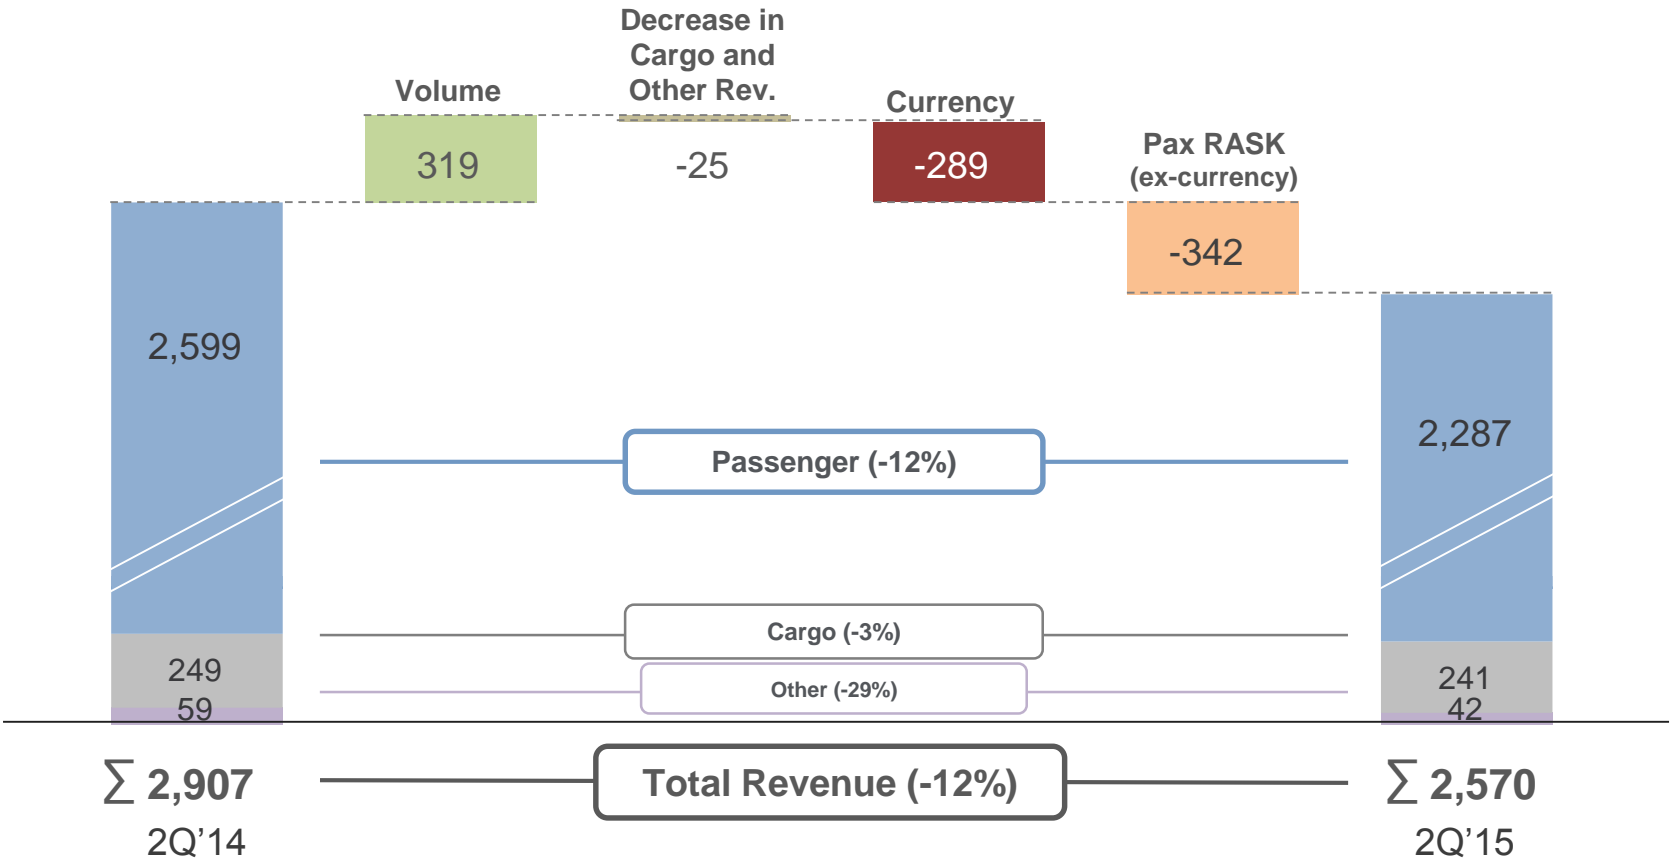 Decrease in
Cargo and
Other Rev.
Volume
Currency
Pax RASK
(ex-currency)
319
-25
-289
-342
2,599
2,287
Passenger (-12%)
Cargo (-3%)
249
241
Other (-29%)
59
42
∑ 2,907
Total Revenue (-12%)
∑ 2,570
2Q’14
2Q’15